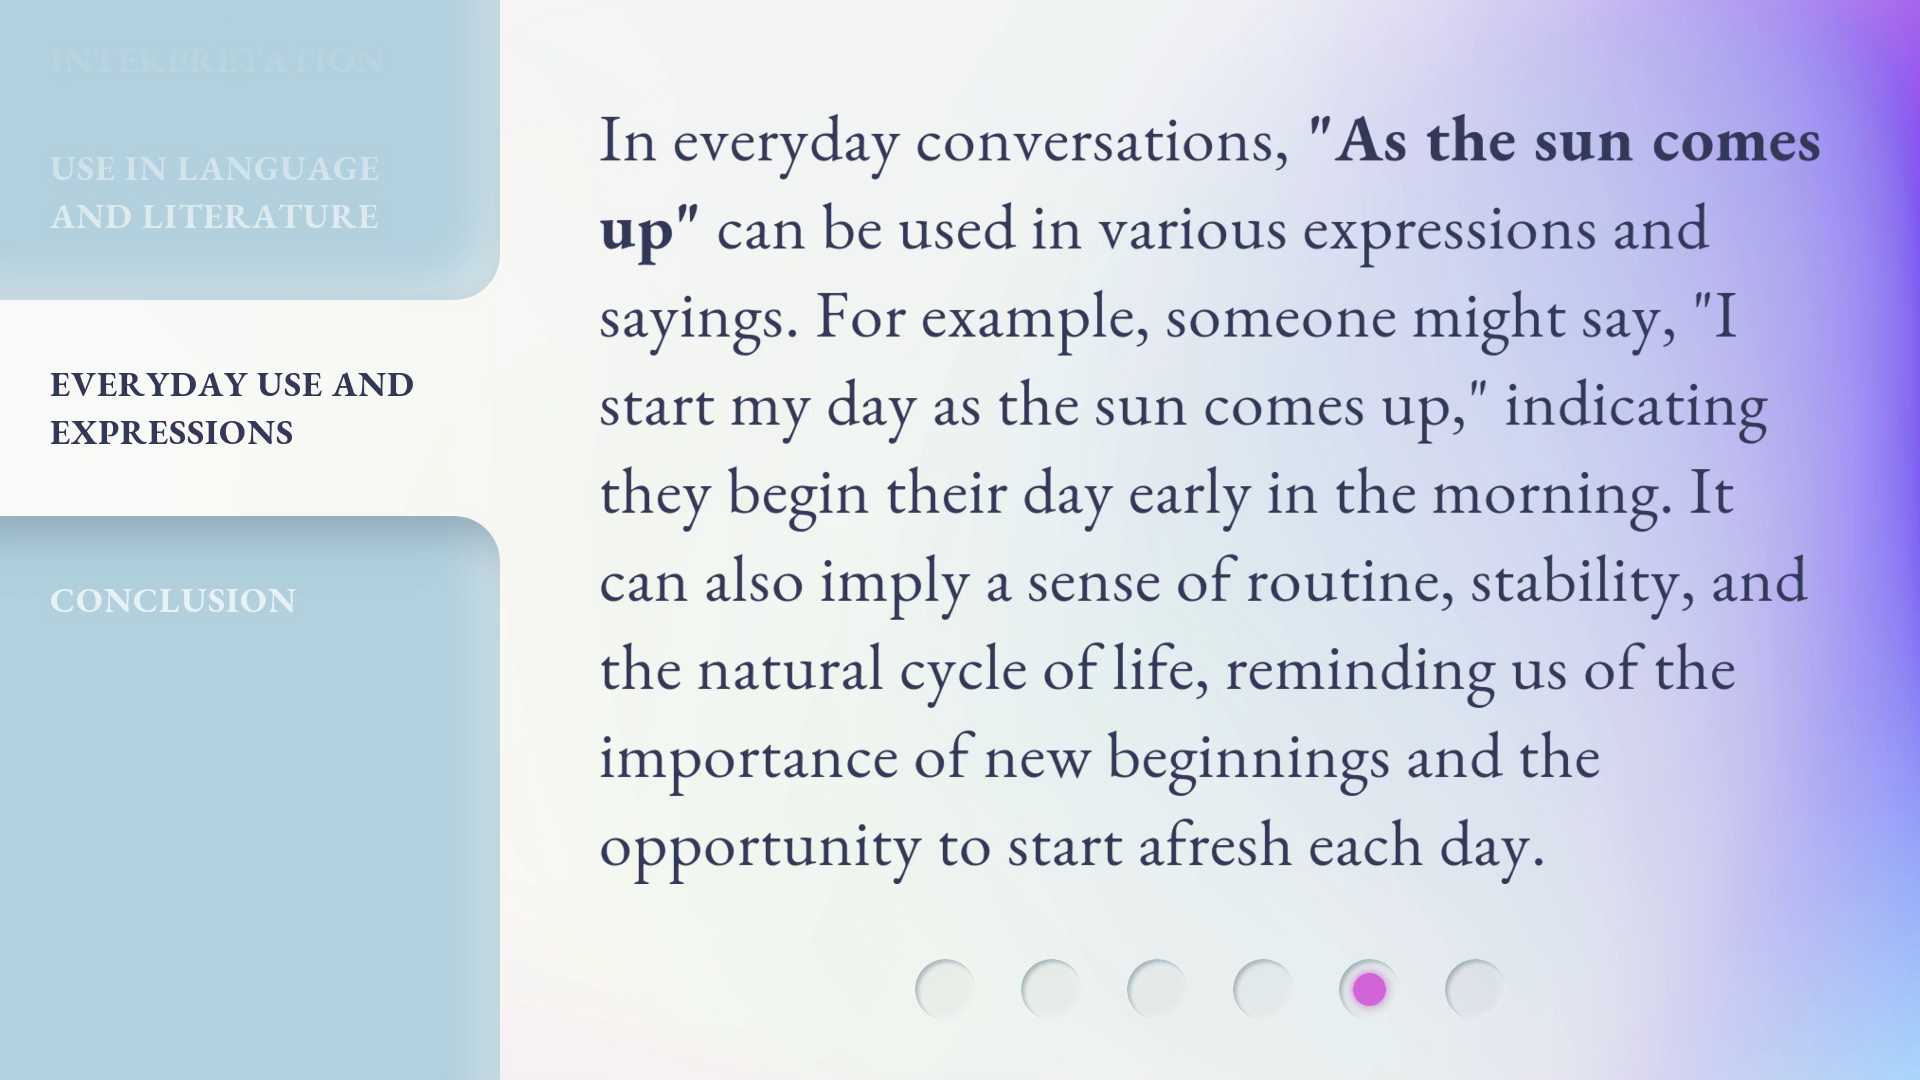 INTERPRETATION
USE IN LANGUAGE
AND LITERATURE
EVERYDAY USE AND
EXPRESSIONS
CONCLUSION
In everyday conversations, "As the sun comes
up" can be used in various expressions and
sayings. For example, someone might say, "I
start my day as the sun comes up," indicating
they begin their day early in the morning. It
can also imply a sense of routine, stability, and
the natural cycle of life, reminding us of the
importance of new beginnings and the
opportunity to start afresh each day.